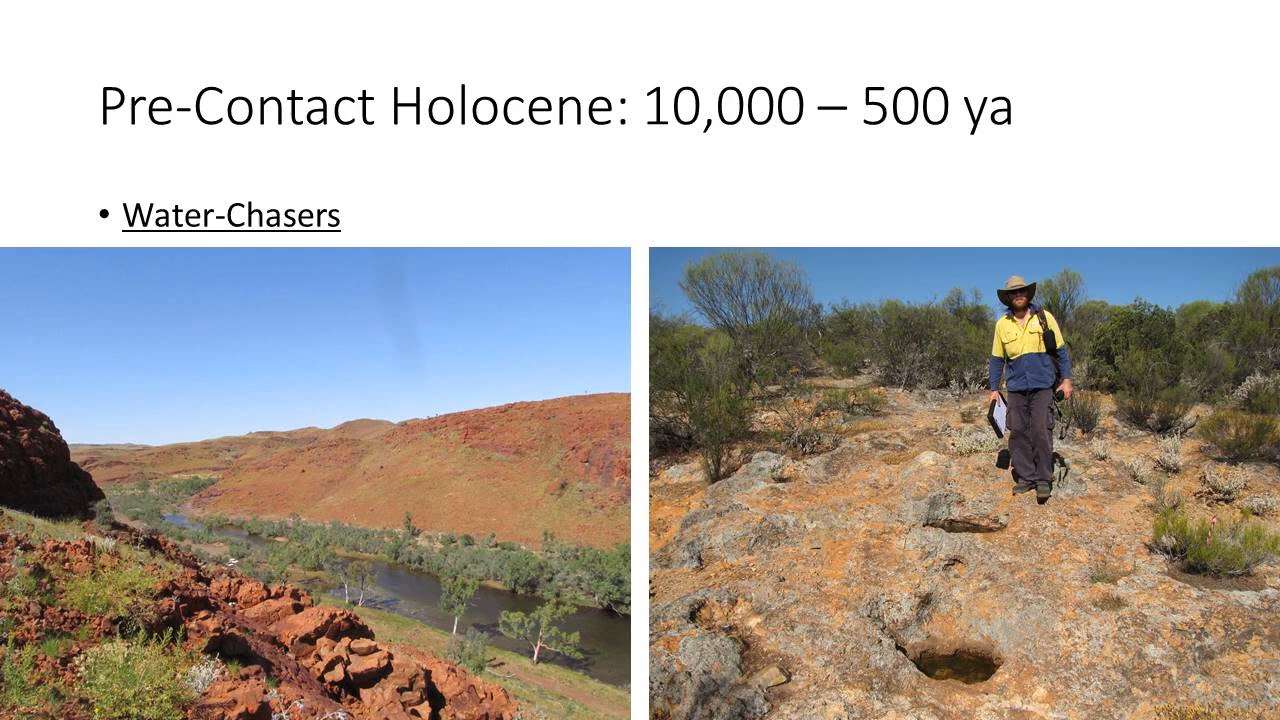 Pre-Contact Holocene: 10,000 – 500 ya
• Water-Chasers